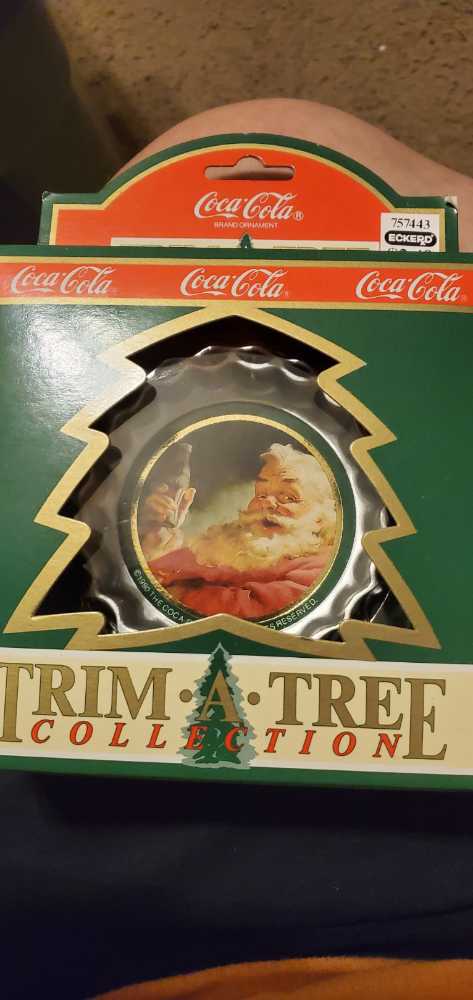 Coca-Cola®
BRAND ORNAMENT
757443
ECKERD
Coca-Cola® Coca-Cola® Coca-Cola®
©1990 THE COCA
S RESERVED.
TRIM·A·TREE
COLLECTION